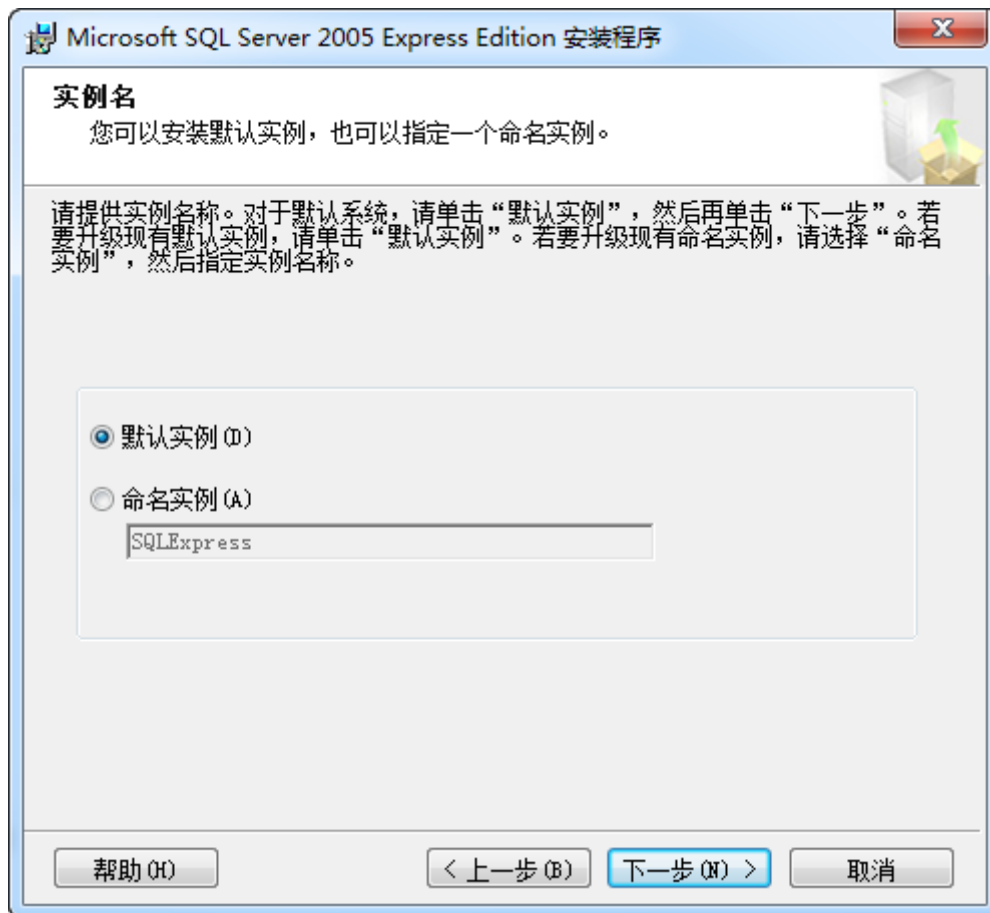 Microsoft SQL Server 2005 Express Edition 安装程序
实例名
您可以安装默认实例，也可以指定一个命名实例。
请提供实例名称。对于默认系统，请单击“默认实例”，然后再单击“下一步”。若
要升级现有默认实例，请单击“默认实例”。若要升级现有命名实例，请选择“命名
实例”，然后指定实例名称。
默认实例(D)
命名实例(A)
SQLExpress
帮助(H) < 上一步(B) 下一步(N) > 取消